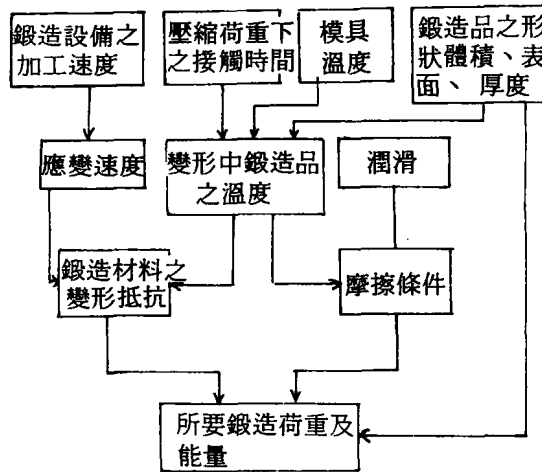 鍛造設備之
加工速度
壓縮荷重下
之接觸時間
模具
溫度
鍛造品之形
狀體積、表
面、厚度
應變速度
變形中鍛造品
之溫度
潤滑
鍛造材料之
變形抵抗
摩擦條件
所要鍛造荷重及
能量